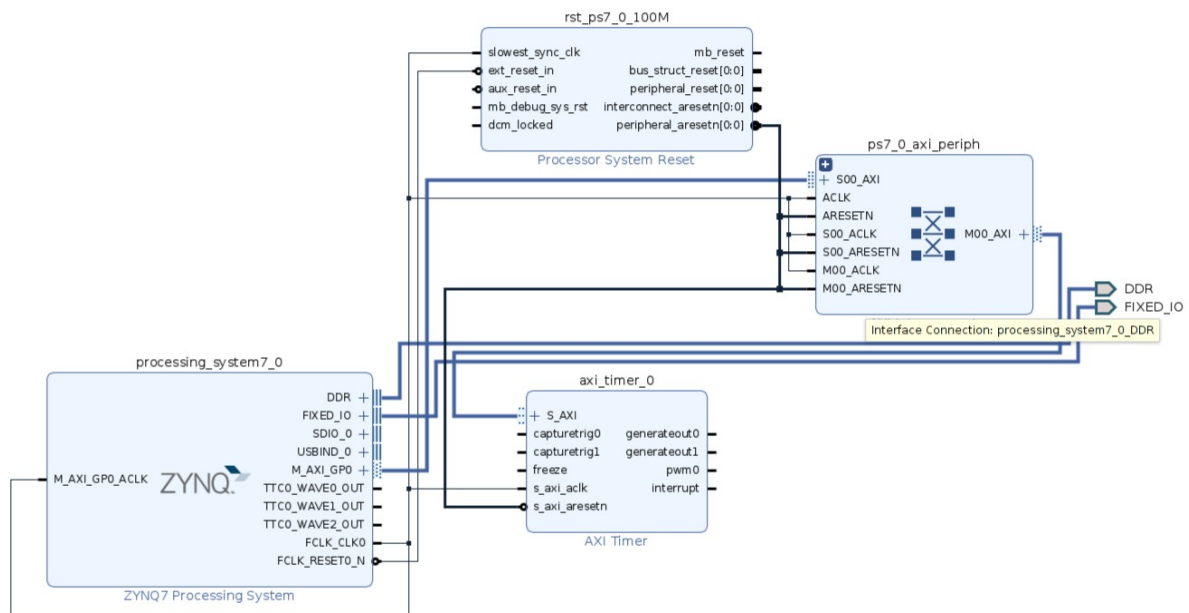 rst_ps7_0_100M
slowest_sync_clk
ext_reset_in
aux_reset_in
mb_debug_sys_rst
dcm_locked
mb_reset
bus_struct_reset[0:0]
peripheral_reset[0:0]
interconnect_aresetn[0:0]
peripheral_aresetn[0:0]
Processor System Reset
ps7_0_axi_periph
S00_AXI
ACLK
ARESETN
S00_ACLK
S00_ARESETN
M00_ACLK
M00_ARESETN
M00_AXI
DDR
FIXED_IO
Interface Connection: processing_system7_0_DDR
processing_system7_0
M_AXI_GP0_ACLK
ZYNQ
DDR
FIXED_IO
SDIO_0
USBIND_0
M_AXI_GP0
TTC0_WAVE0_OUT
TTC0_WAVE1_OUT
TTC0_WAVE2_OUT
FCLK_CLK0
FCLK_RESET0_N
ZYNQ7 Processing System
axi_timer_0
S_AXI
capturetrig0
capturetrig1
freeze
s_axi_aclk
s_axi_aresetn
generateout0
generateout1
pwm0
interrupt
AXI Timer